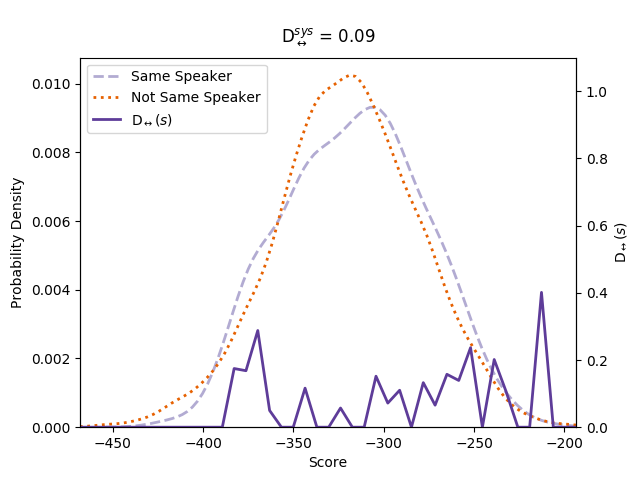 D↔^sys = 0.09
Same Speaker
Not Same Speaker
D↔(s)
0.010
0.008
0.006
0.004
0.002
0.000
Probability Density
1.0
0.8
0.6
0.4
0.2
0.0
D↔(s)
−450 −400 −350 −300 −250 −200
Score